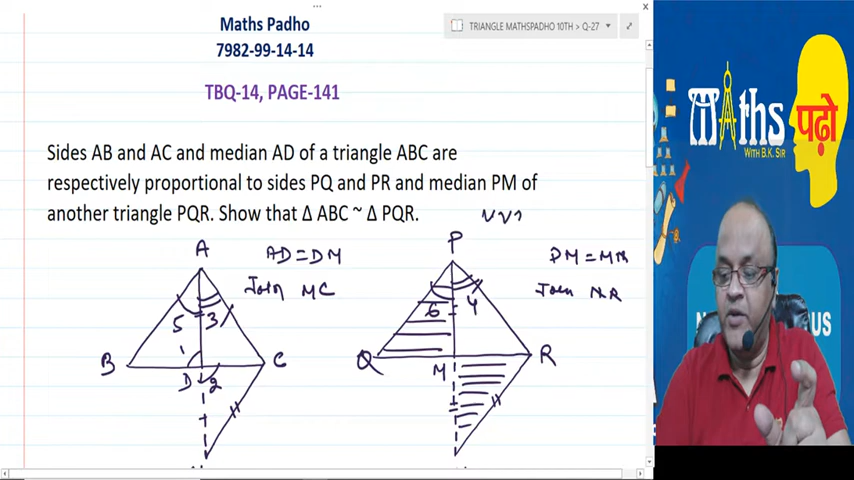 Maths Padho
7982-99-14-14
TRIANGLE MATHSPADHO 10TH > Q-27
TBQ-14, PAGE-141
Maths
पढ़ो
WITH B.K. SIR
Sides AB and AC and median AD of a triangle ABC are
respectively proportional to sides PQ and PR and median PM of
another triangle PQR. Show that Δ ABC ~ Δ PQR.
A
AD=DM
Join MC
5 3
1
B D 2 C
P
PM=MN
Join NR
6 4
Q M R
US